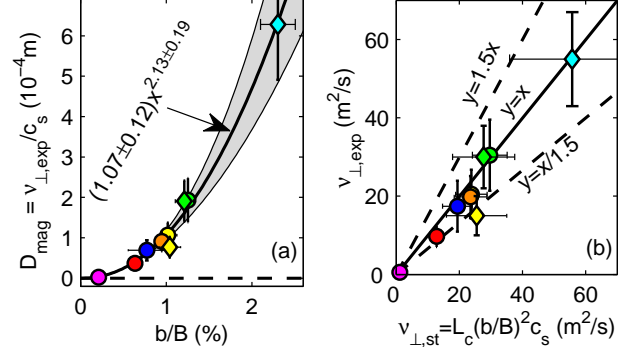 D_mag = ν_⊥,exp/c_s (10^-4 m)
6
5
4
3
2
1
0
(1.07±0.12)x^2.13±0.19
(a)
0
1
2
b/B (%)
ν_⊥,exp (m^2/s)
60
40
20
0
y=1.5x
y=x
y=x/1.5
(b)
0
20
40
60
ν_⊥,st=L_c(b/B)^2c_s (m^2/s)